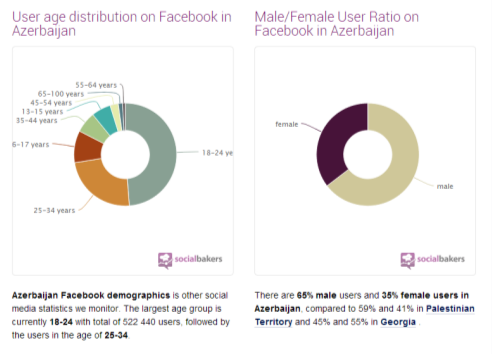 User age distribution on Facebook in
Azerbaijan
55-64 years
65-100 years
45-54 years
13-15 years
35-44 years
6-17 years
18-24 ye
25-34 years
socialbakers
Azerbaijan Facebook demographics is other social
media statistics we monitor. The largest age group is
currently 18-24 with total of 522 440 users, followed by
the users in the age of 25-34.
Male/Female User Ratio on
Facebook in Azerbaijan
female
male
socialbakers
There are 65% male users and 35% female users in
Azerbaijan, compared to 59% and 41% in Palestinian
Territory and 45% and 55% in Georgia .